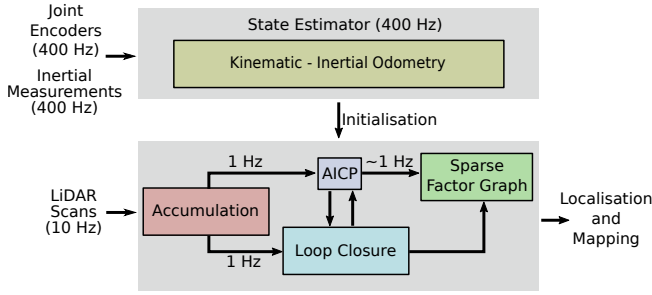 Joint
Encoders
(400 Hz)
Inertial
Measurements
(400 Hz)
State Estimator (400 Hz)
Kinematic - Inertial Odometry
Initialisation
LiDAR
Scans
(10 Hz)
Accumulation
1 Hz
1 Hz
AICP
~1 Hz
Loop Closure
Sparse
Factor Graph
Localisation
and
Mapping